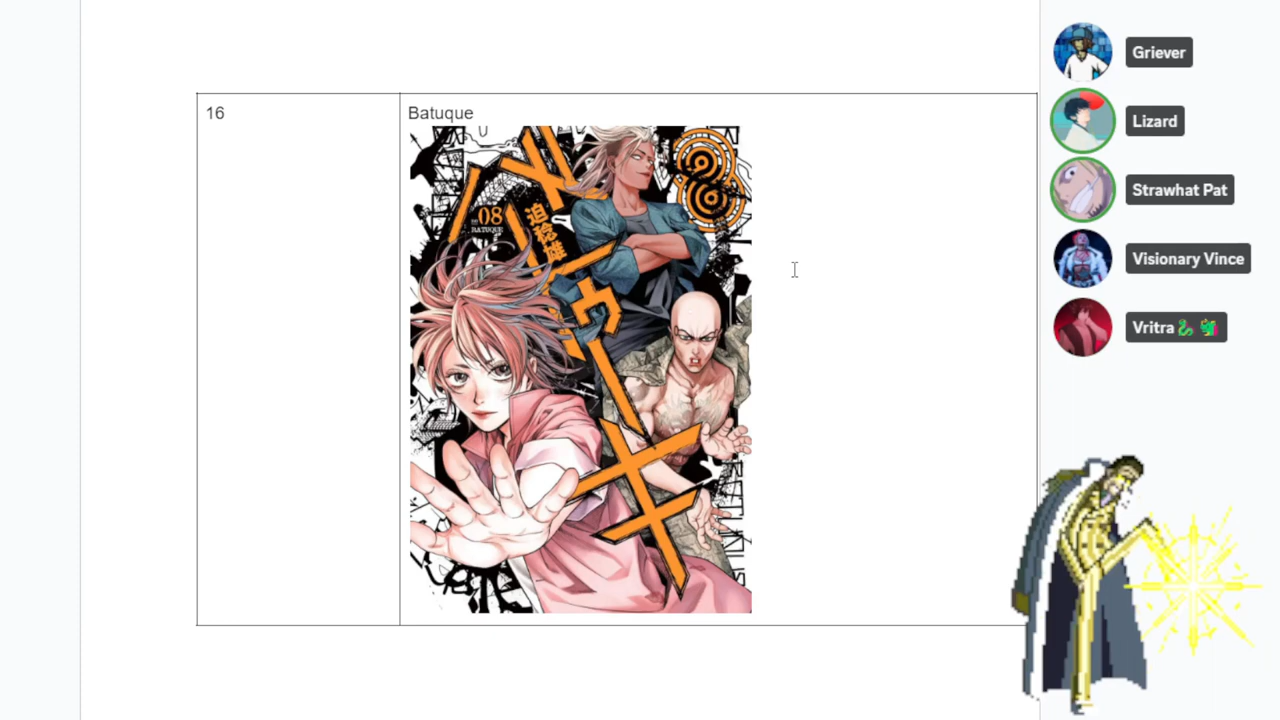 16
Batuque
08
BATUQUE
迫稔雄
バトゥーキ
8
Griever
Lizard
Strawhat Pat
Visionary Vince
Vritra🐍 🐲